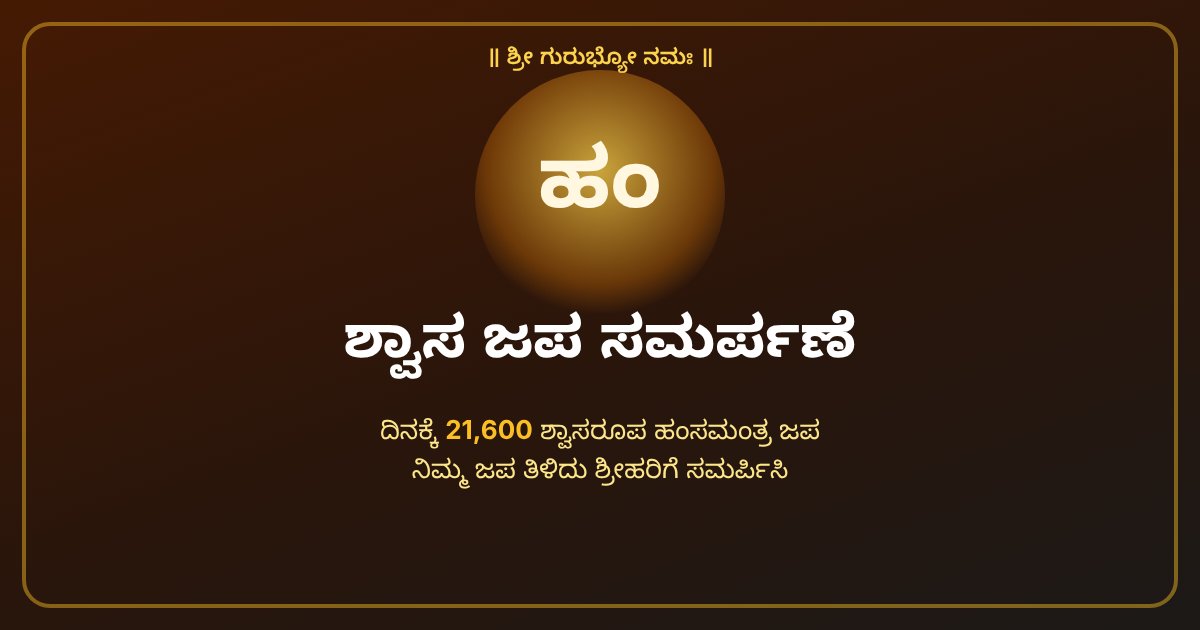 ॥ ಶ್ರೀ ಗುರುಭ್ಯೋ ನಮಃ ॥
ಹಂ
ಶ್ವಾಸ ಜಪ ಸಮರ್ಪಣೆ
ದಿನಕ್ಕೆ 21,600 ಶ್ವಾಸರೂಪ ಹಂಸಮಂತ್ರ ಜಪ
ನಿಮ್ಮ ಜಪ ತಿಳಿದು ಶ್ರೀಹರಿಗೆ ಸಮರ್ಪಿಸಿ